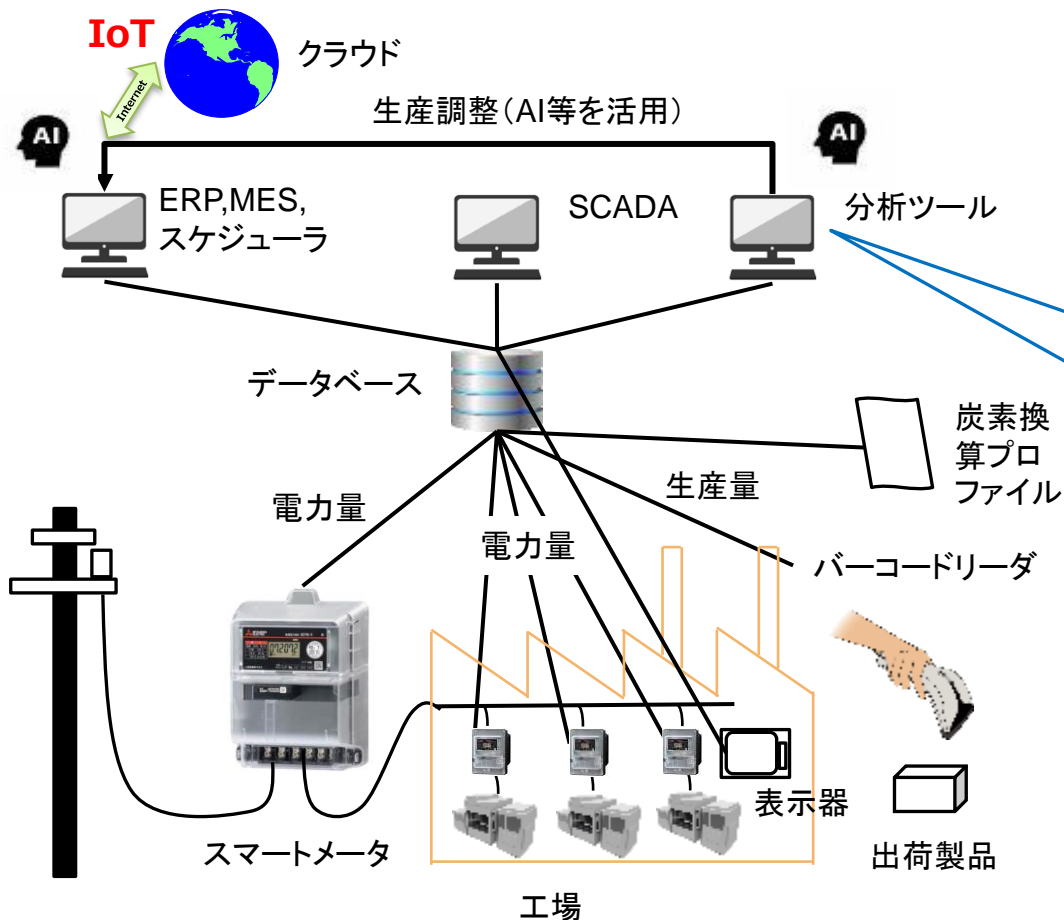 IoT
クラウド
Internet
生産調整（AI等を活用）
AI
AI
ERP,MES,
スケジューラ
SCADA
分析ツール
データベース
炭素換
算プロ
ファイル
電力量
電力量
生産量
バーコードリーダ
表示器
スマートメータ
出荷製品
工場